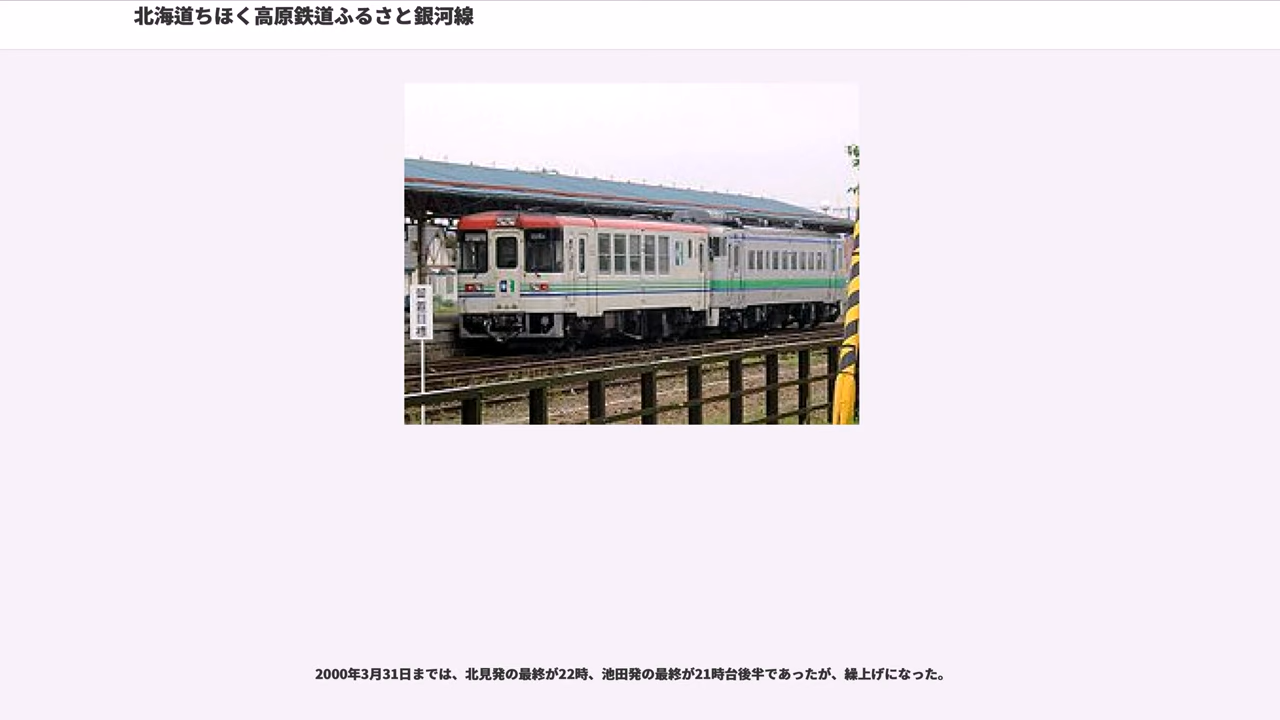 北海道ちほく高原鉄道ふるさと銀河線
2000年3月31日までは、北見発の最終が22時、池田発の最終が21時台後半であったが、繰上げになった。